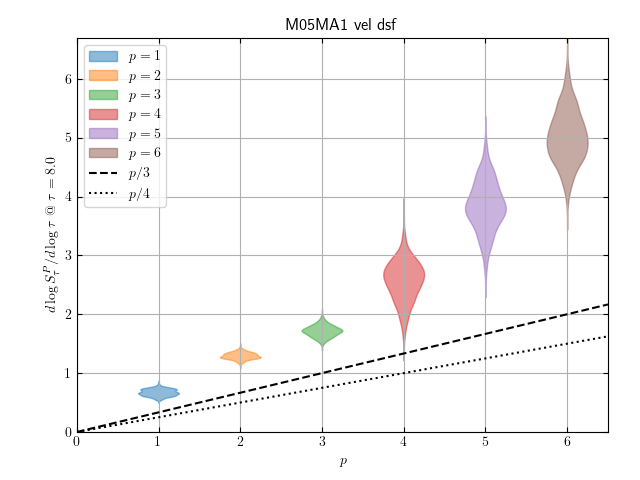 M05MA1 vel dsf
d log S_τ^p / d log τ @ τ = 8.0
6
5
4
3
2
1
0
p = 1
p = 2
p = 3
p = 4
p = 5
p = 6
p/3
p/4
0 1 2 3 4 5 6
p